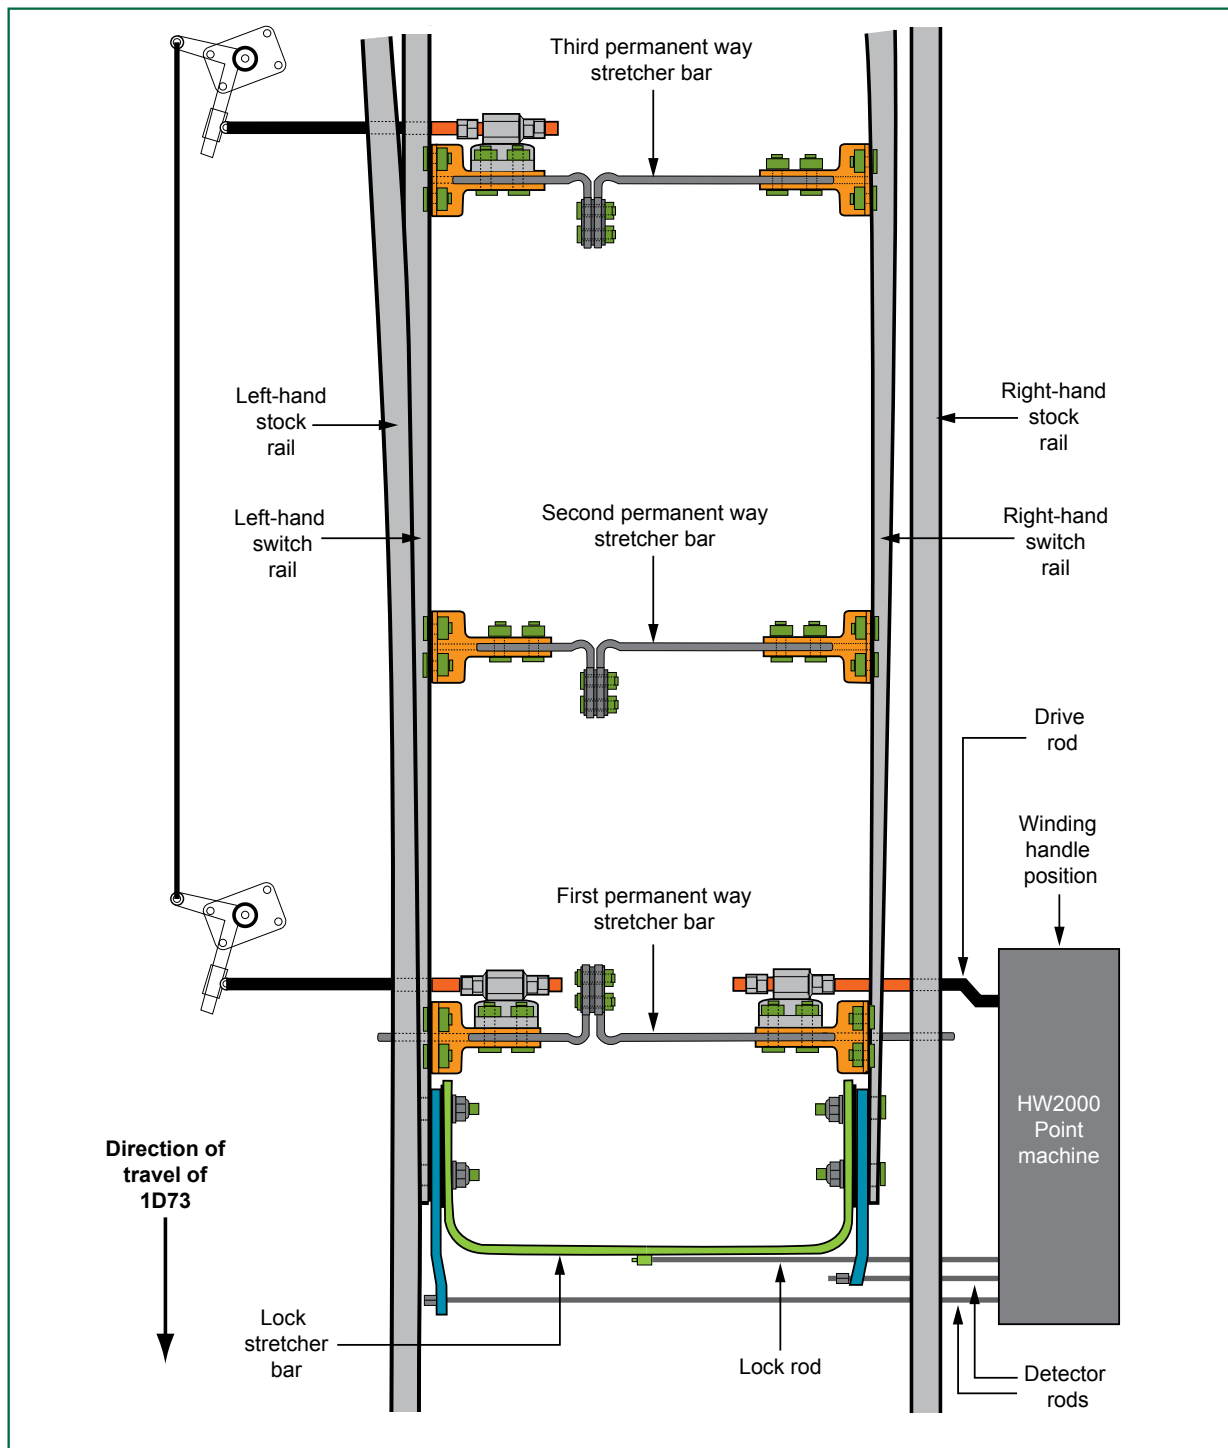 Third permanent way
stretcher bar
Left-hand
stock
rail
Right-hand
stock
rail
Left-hand
switch
rail
Second permanent way
stretcher bar
Right-hand
switch
rail
Drive
rod
Winding
handle
position
First permanent way
stretcher bar
HW2000
Point
machine
Direction of
travel of
1D73
Lock
stretcher
bar
Lock rod
Detector
rods